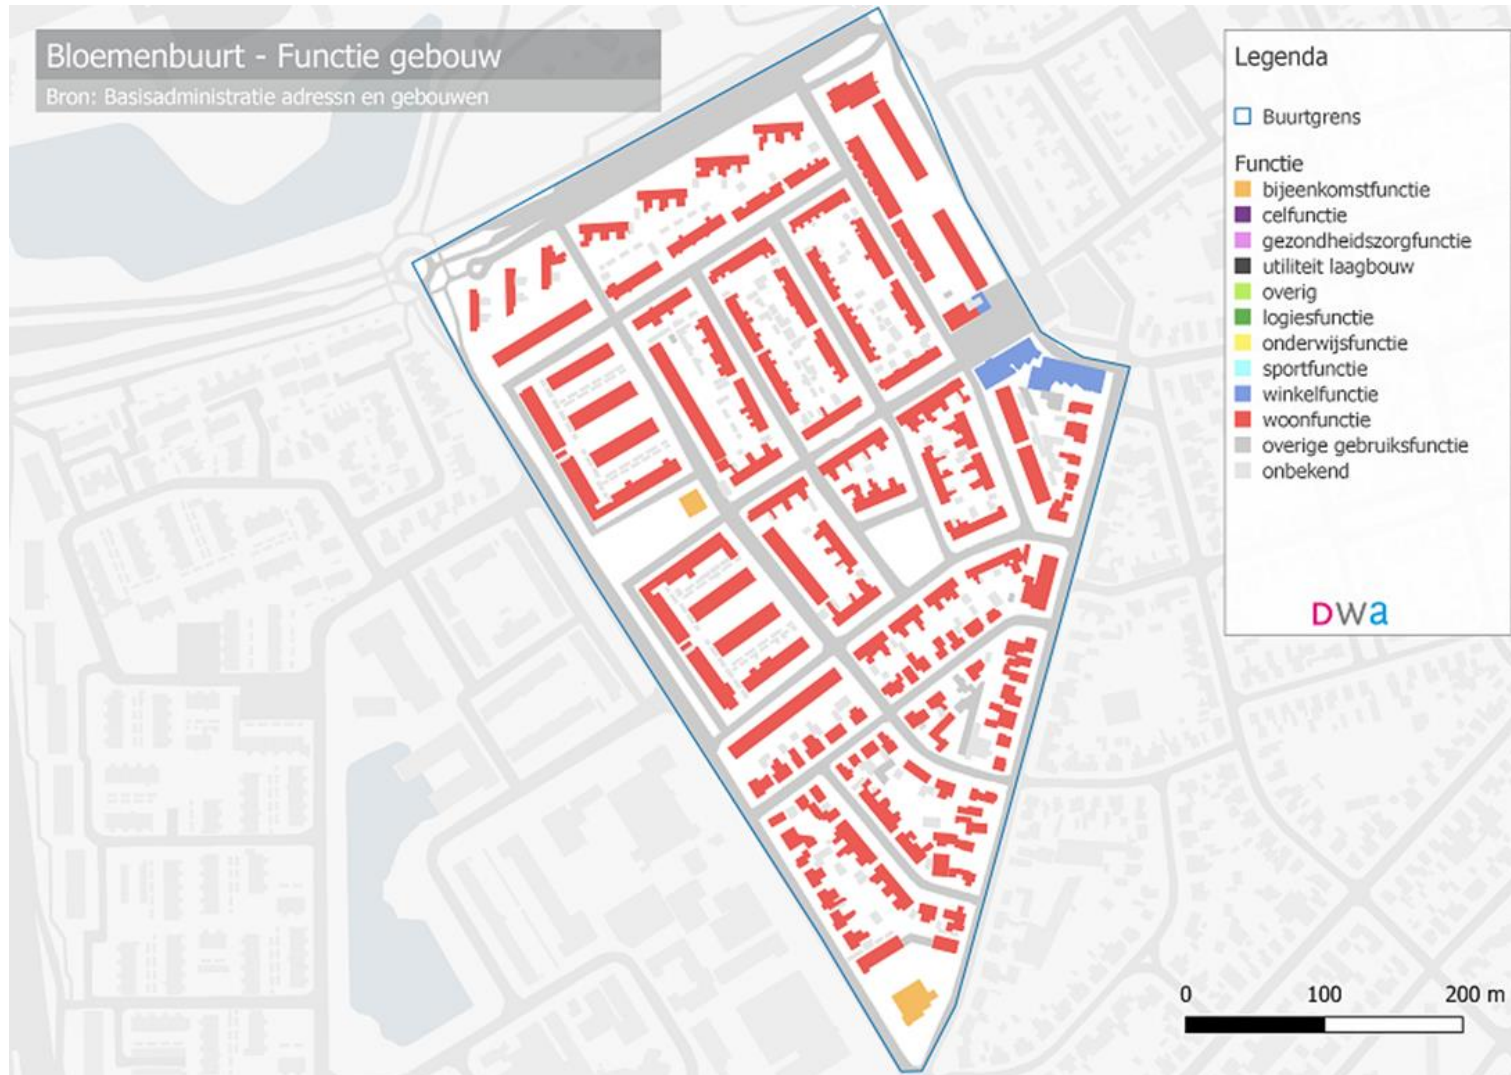 Bloemenbuurt - Functie gebouw
Bron: Basisadministratie adressn en gebouwen
Legenda
Buurtgrens
Functie
bijeenkomstfunctie
celfunctie
gezondheidszorgfunctie
utiliteit laagbouw
overig
logiesfunctie
onderwijsfunctie
sportfunctie
winkelfunctie
woonfunctie
overige gebruiksfunctie
onbekend
DWa
0 100 200 m